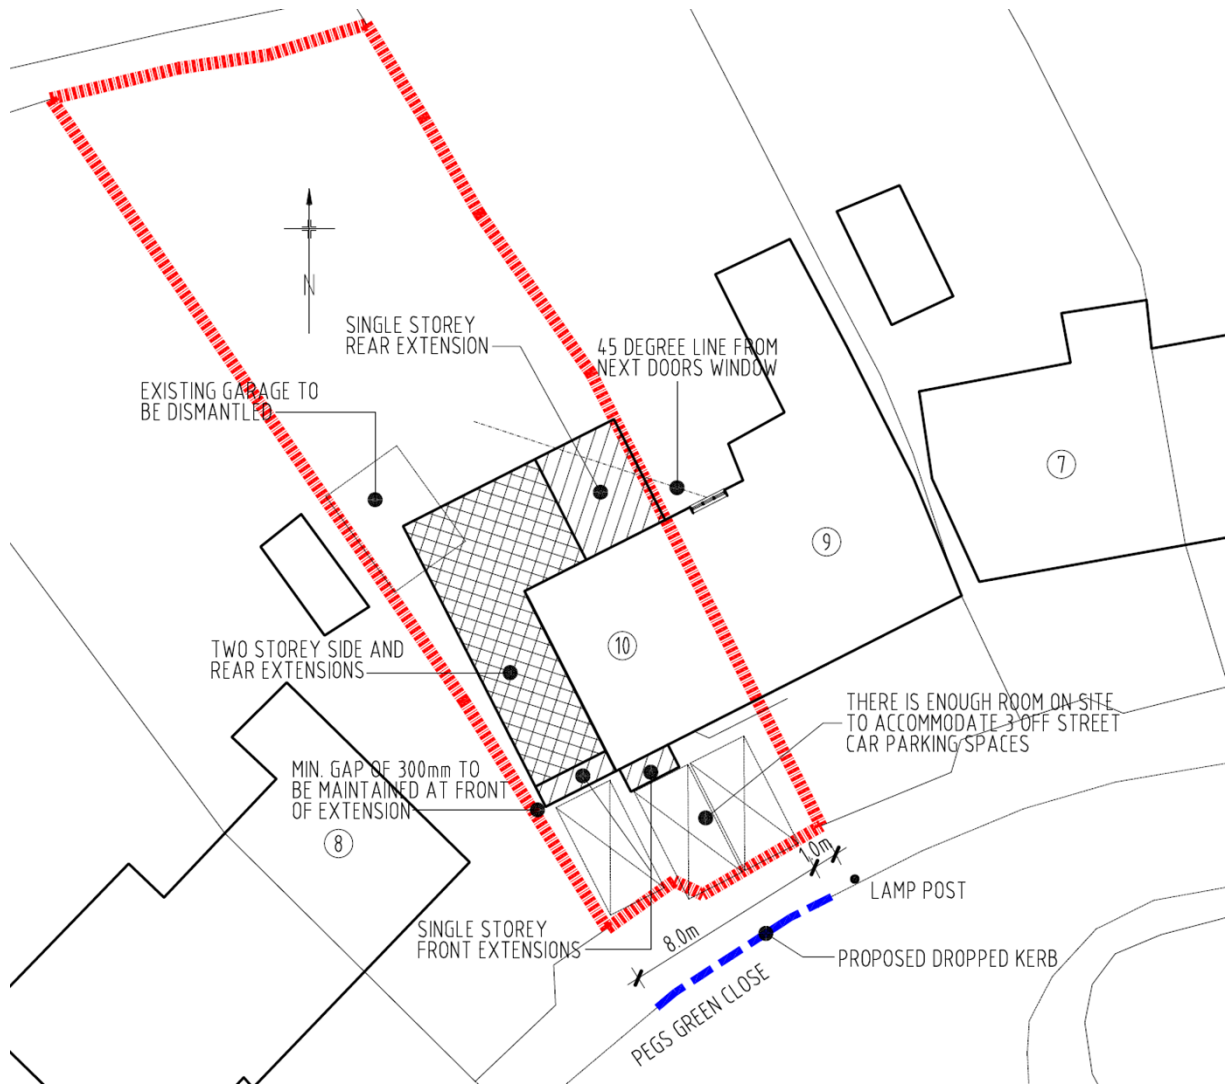 N
SINGLE STOREY
REAR EXTENSION
45 DEGREE LINE FROM
NEXT DOORS WINDOW
EXISTING GARAGE TO
BE DISMANTLED
7
9
10
TWO STOREY SIDE AND
REAR EXTENSIONS
THERE IS ENOUGH ROOM ON SITE
TO ACCOMMODATE 3 OFF STREET
CAR PARKING SPACES
MIN. GAP OF 300mm TO
BE MAINTAINED AT FRONT
OF EXTENSION
8
1.0m
LAMP POST
SINGLE STOREY
FRONT EXTENSIONS
8.0m
PROPOSED DROPPED KERB
PEGS GREEN CLOSE